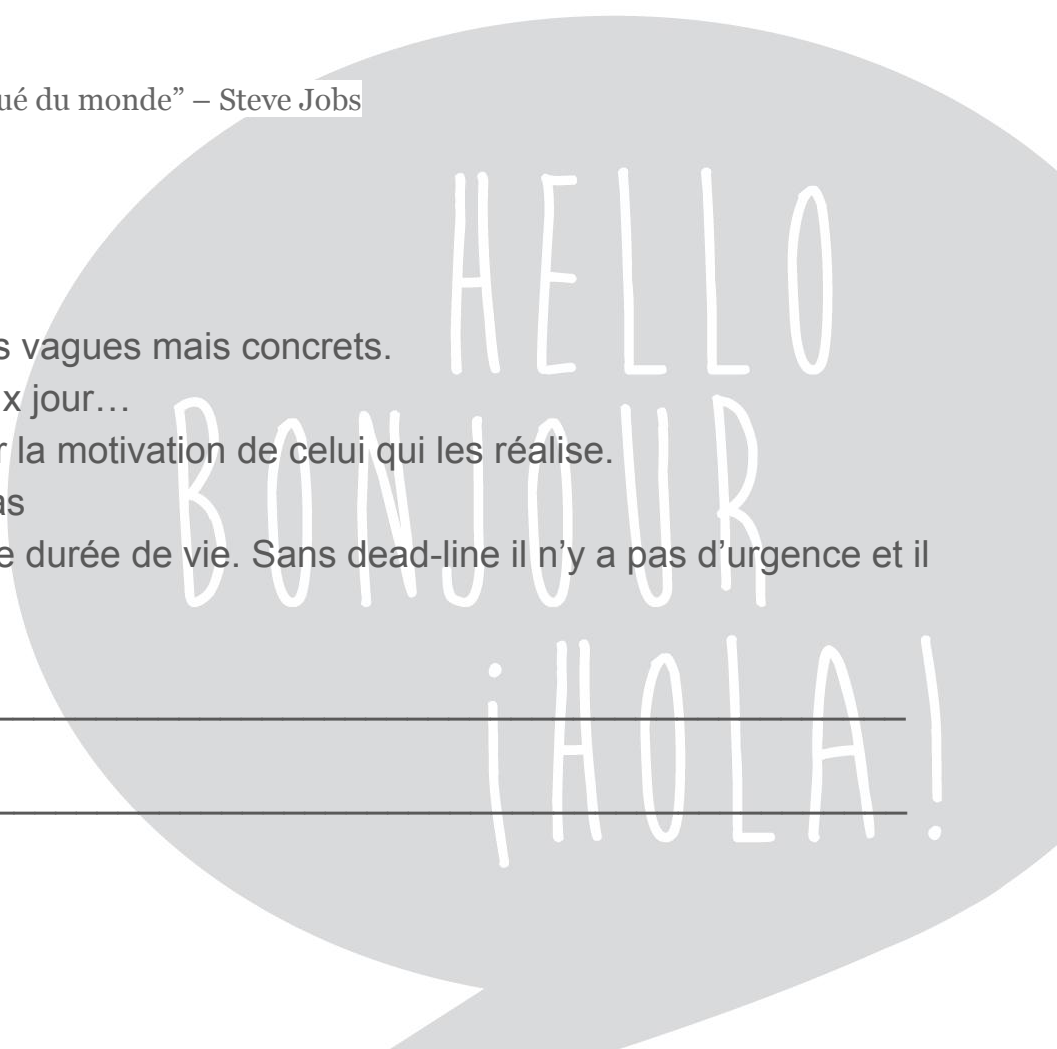 ué du monde” – Steve Jobs
s vagues mais concrets.
x jour…
r la motivation de celui qui les réalise.
as
e durée de vie. Sans dead-line il n’y a pas d’urgence et il
HELLO
BONJOUR
¡HOLA!